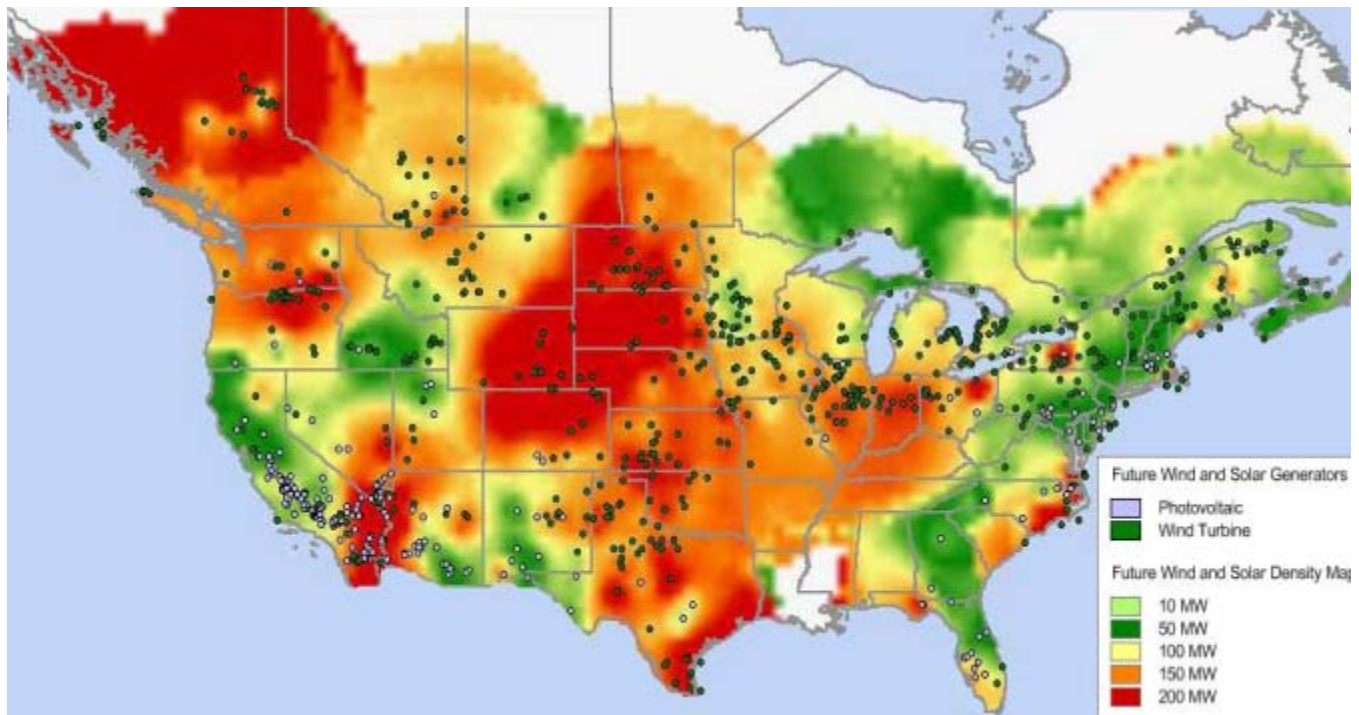 Future Wind and Solar Generators
Photovoltaic
Wind Turbine
Future Wind and Solar Density Map
10 MW
50 MW
100 MW
150 MW
200 MW